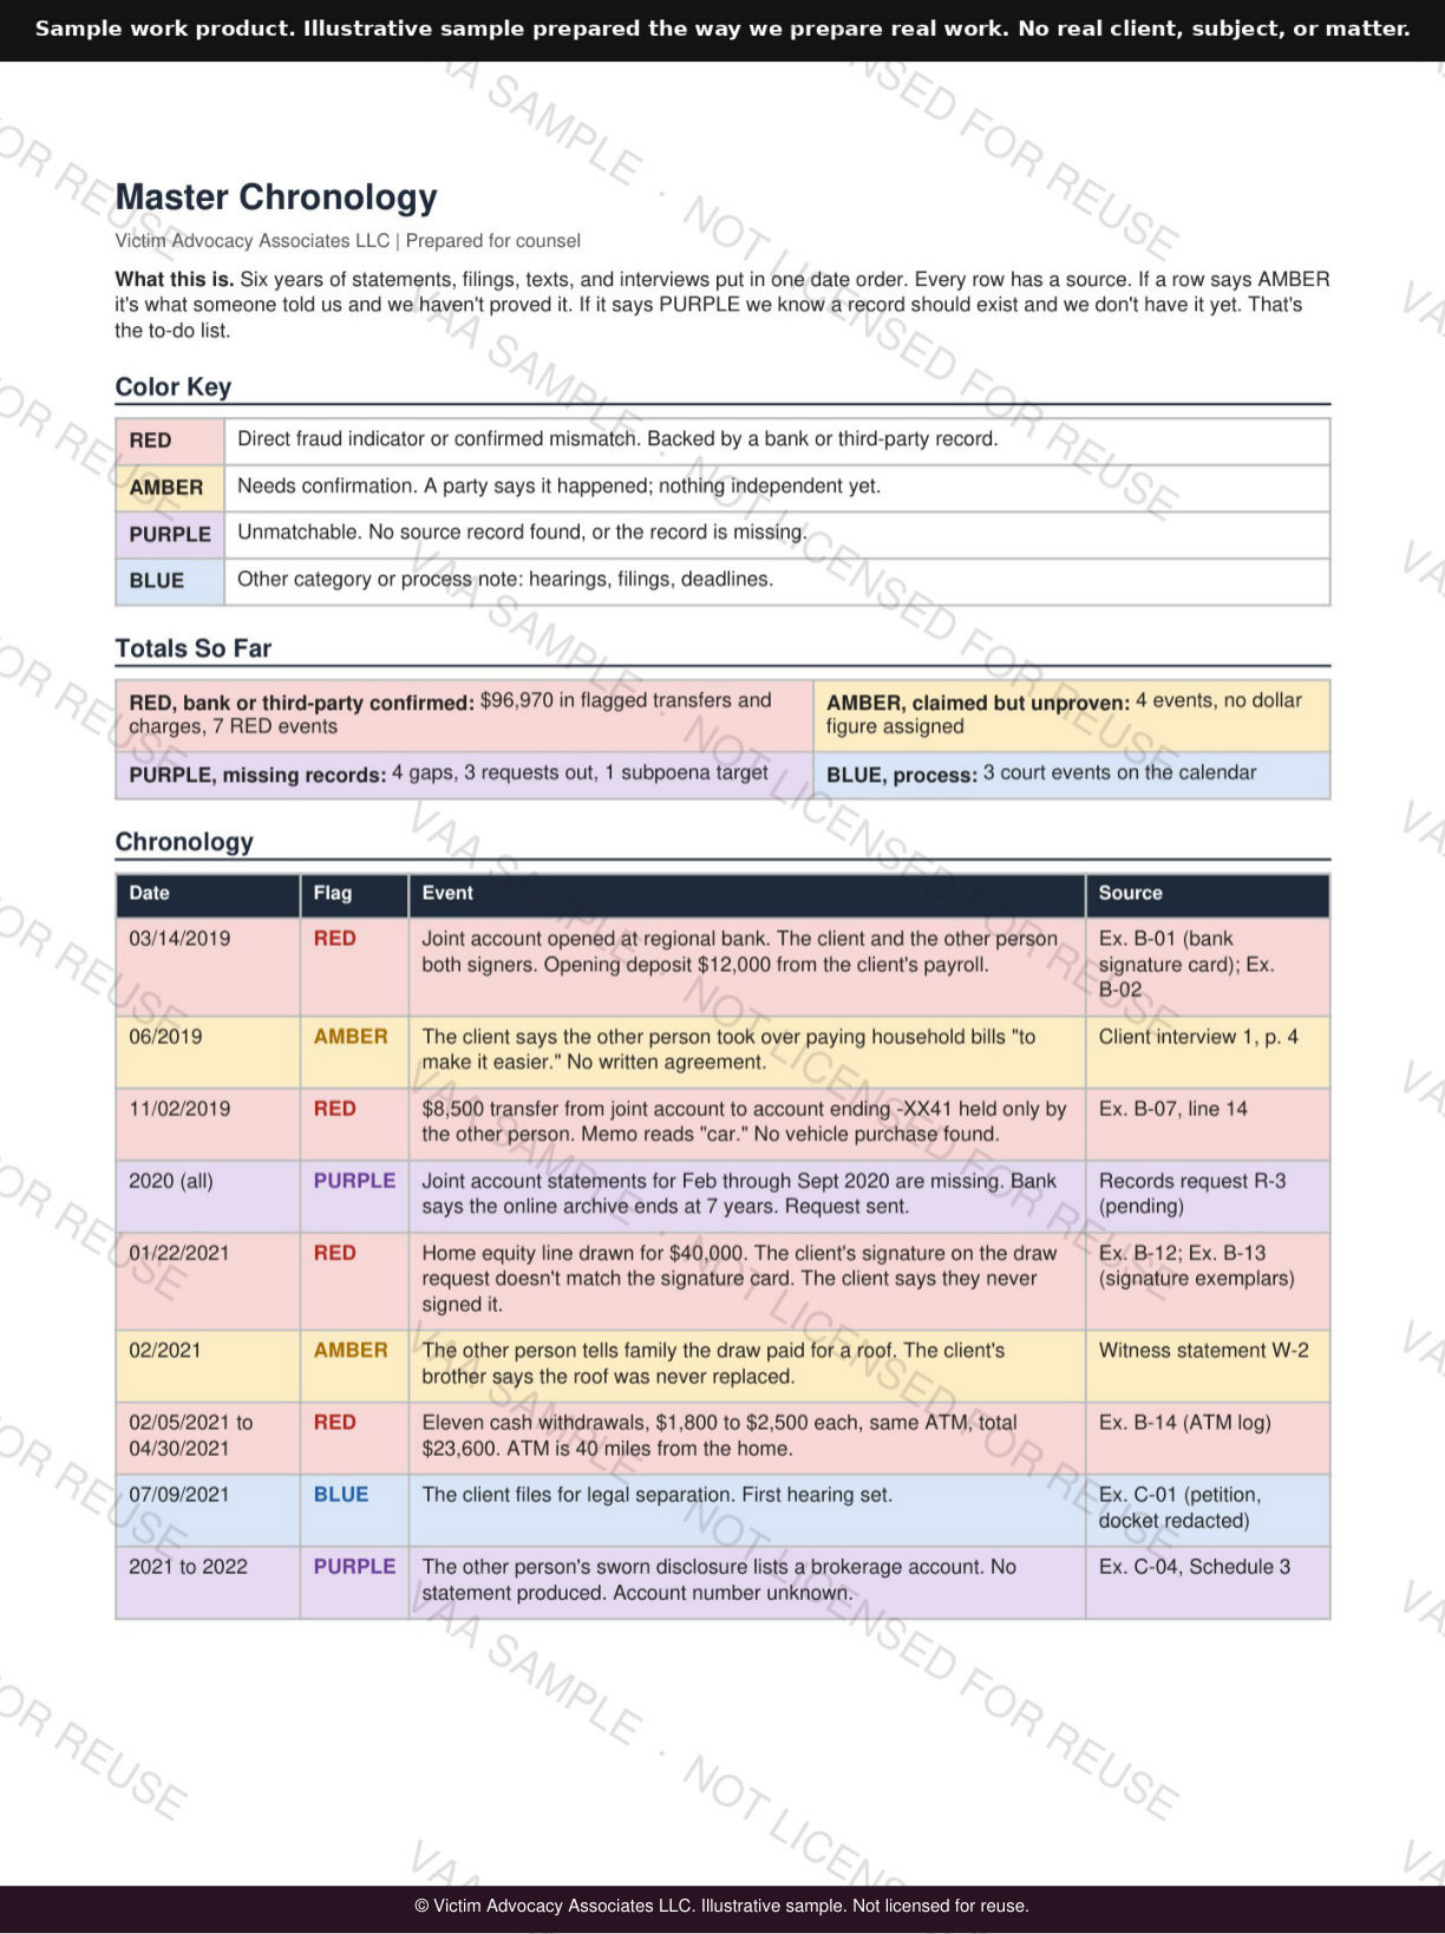 Sample work product. Illustrative sample prepared the way we prepare real work. No real client, subject, or matter.
Master Chronology
Victim Advocacy Associates LLC | Prepared for counsel
What this is. Six years of statements, filings, texts, and interviews put in one date order. Every row has a source. If a row says AMBER
it's what someone told us and we haven't proved it. If it says PURPLE we know a record should exist and we don't have it yet. That's
the to-do list.
Color Key
RED Direct fraud indicator or confirmed mismatch. Backed by a bank or third-party record.
AMBER Needs confirmation. A party says it happened; nothing independent yet.
PURPLE Unmatchable. No source record found, or the record is missing.
BLUE Other category or process note: hearings, filings, deadlines.
Totals So Far
RED, bank or third-party confirmed: $96,970 in flagged transfers and
charges, 7 RED events
AMBER, claimed but unproven: 4 events, no dollar
figure assigned
PURPLE, missing records: 4 gaps, 3 requests out, 1 subpoena target
BLUE, process: 3 court events on the calendar
Chronology
Date Flag Event Source
03/14/2019 RED Joint account opened at regional bank. The client and the other person
both signers. Opening deposit $12,000 from the client's payroll.
Ex. B-01 (bank
signature card); Ex.
B-02
06/2019 AMBER The client says the other person took over paying household bills "to
make it easier." No written agreement.
Client interview 1, p. 4
11/02/2019 RED $8,500 transfer from joint account to account ending -XX41 held only by
the other person. Memo reads "car." No vehicle purchase found.
Ex. B-07, line 14
2020 (all) PURPLE Joint account statements for Feb through Sept 2020 are missing. Bank
says the online archive ends at 7 years. Request sent.
Records request R-3
(pending)
01/22/2021 RED Home equity line drawn for $40,000. The client's signature on the draw
request doesn't match the signature card. The client says they never
signed it.
Ex. B-12; Ex. B-13
(signature exemplars)
02/2021 AMBER The other person tells family the draw paid for a roof. The client's
brother says the roof was never replaced.
Witness statement W-2
02/05/2021 to
04/30/2021
RED Eleven cash withdrawals, $1,800 to $2,500 each, same ATM, total
$23,600. ATM is 40 miles from the home.
Ex. B-14 (ATM log)
07/09/2021 BLUE The client files for legal separation. First hearing set.
Ex. C-01 (petition,
docket redacted)
2021 to 2022 PURPLE The other person's sworn disclosure lists a brokerage account. No
statement produced. Account number unknown.
Ex. C-04, Schedule 3
VAA SAMPLE · NOT LICENSED FOR REUSE
© Victim Advocacy Associates LLC. Illustrative sample. Not licensed for reuse.